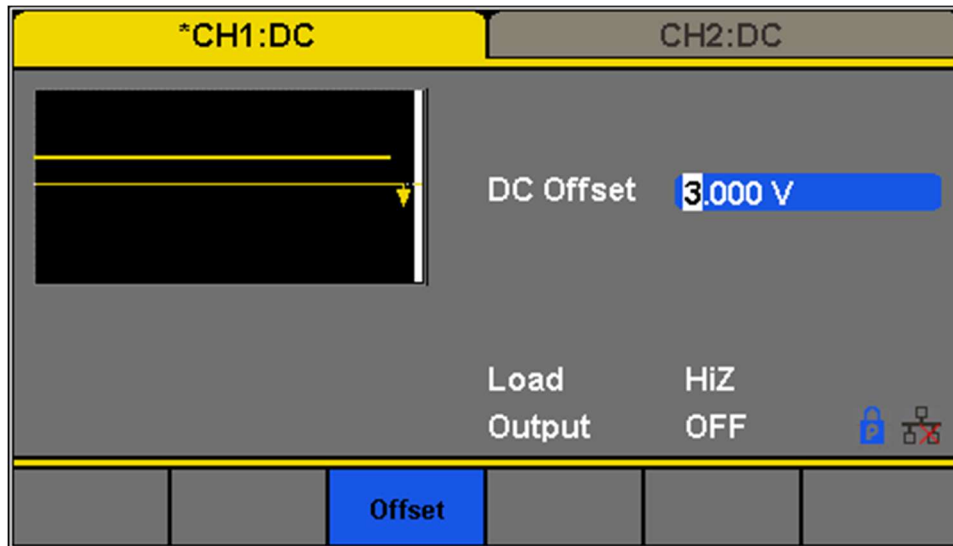 *CH1:DC CH2:DC
DC Offset 3.000 V
Load HiZ
Output OFF P
Offset